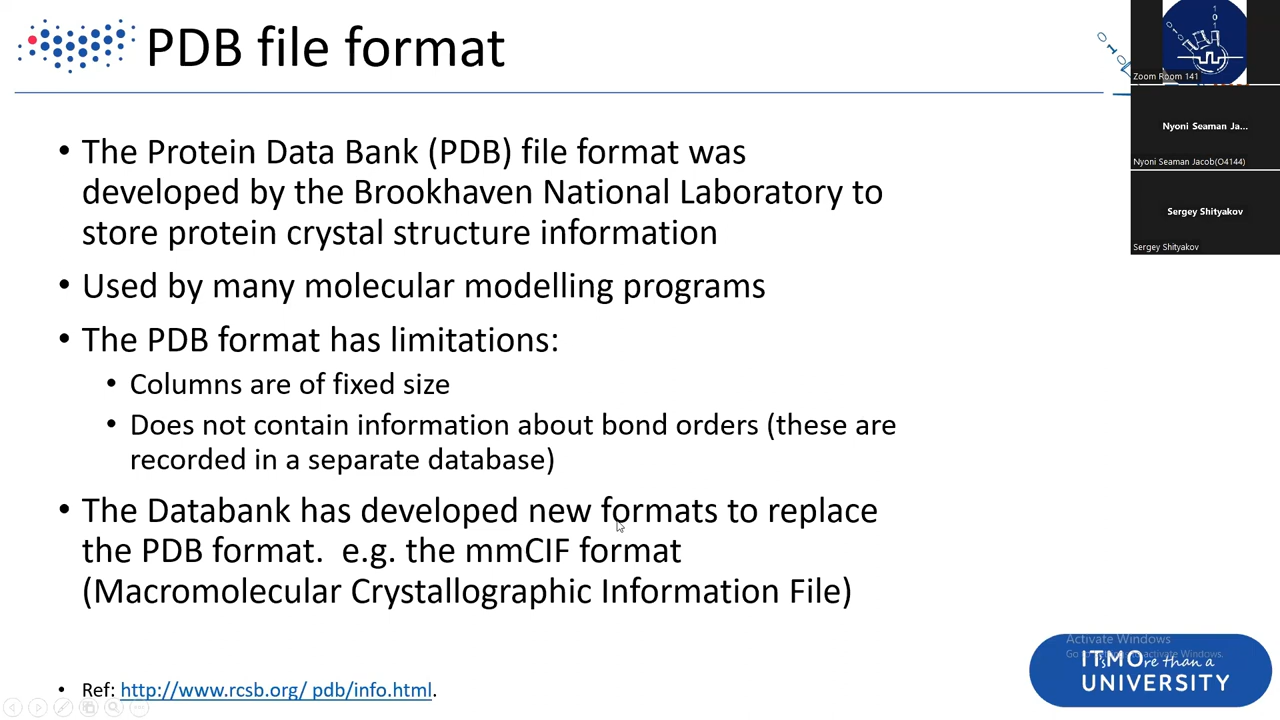 PDB file format
Zoom Room 141
Nyoni Seaman Ja...
Nyoni Seaman Jacob(O4144)
Sergey Shityakov
Sergey Shityakov
• The Protein Data Bank (PDB) file format was
developed by the Brookhaven National Laboratory to
store protein crystal structure information
• Used by many molecular modelling programs
• The PDB format has limitations:
• Columns are of fixed size
• Does not contain information about bond orders (these are
recorded in a separate database)
• The Databank has developed new formats to replace
the PDB format. e.g. the mmCIF format
(Macromolecular Crystallographic Information File)
Activate Windows
ITsMOre than a
UNIVERSITY
• Ref: http://www.rcsb.org/ pdb/info.html.